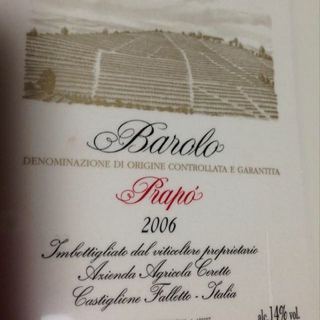 Barolo
DENOMINAZIONE DI ORIGINE CONTROLLATA E GARANTITA
Prapó
2006
Imbottigliato dal viticoltore proprietario
Azienda Agricola Ceretto
Castiglione Falletto - Italia
alc. 14% vol.